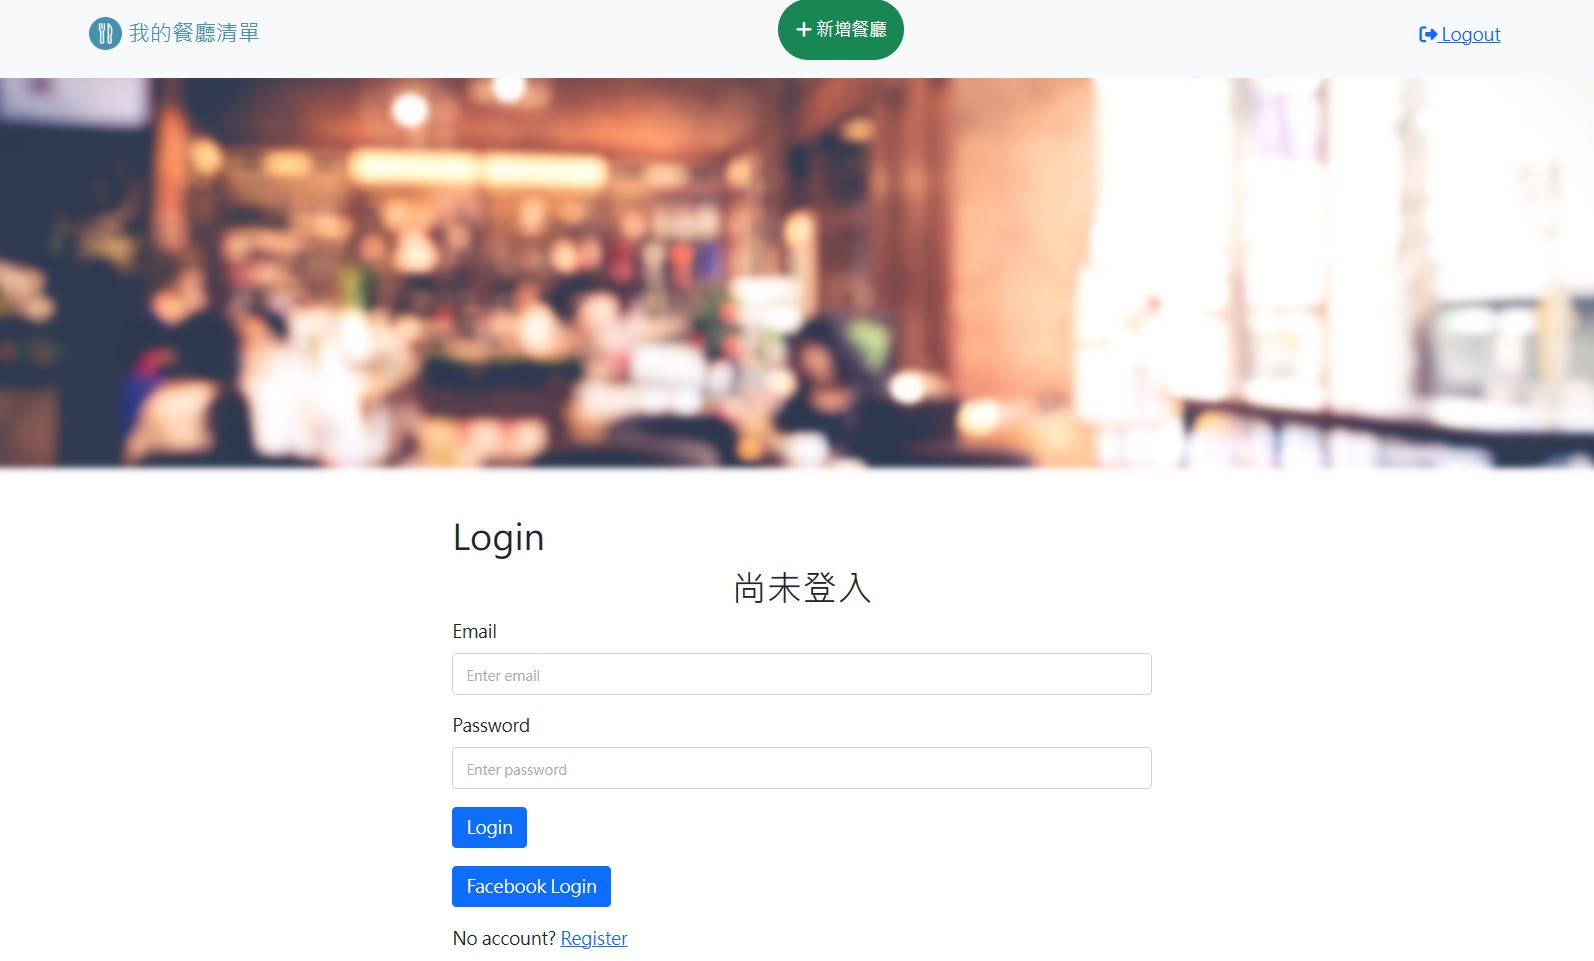 我的餐廳清單
新增餐廳
Logout
Login
尚未登入
Email
Enter email
Password
Enter password
Login
Facebook Login
No account? Register